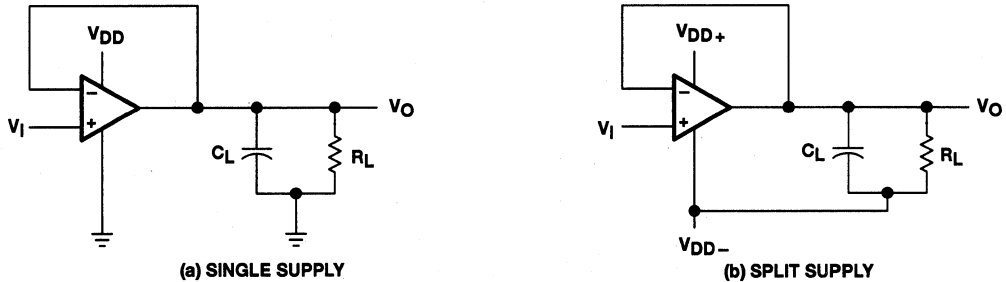 VDD
−
+
VI
VO
CL
RL
(a) SINGLE SUPPLY
VDD+
−
+
VI
VO
CL
RL
VDD−
(b) SPLIT SUPPLY